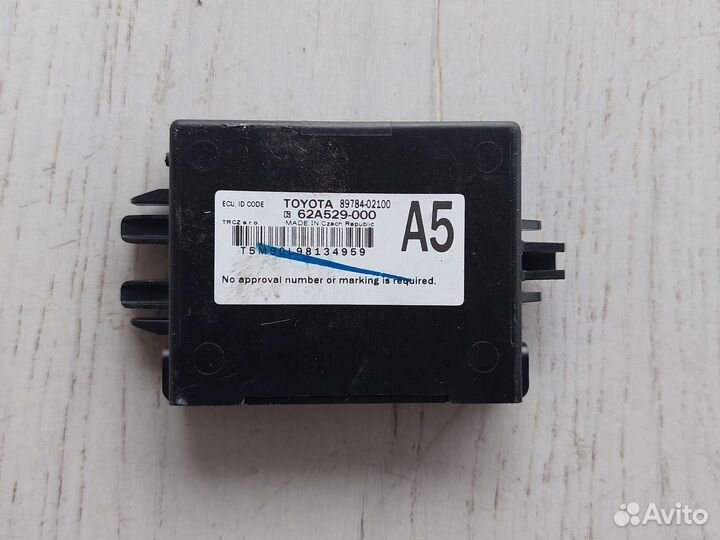 ECU, ID CODE TOYOTA 89784-02100
DS 62A529-000
TRCZ s r o MADE IN Czech Republic
A5
98134959
No approval number or marking is required.
Avito